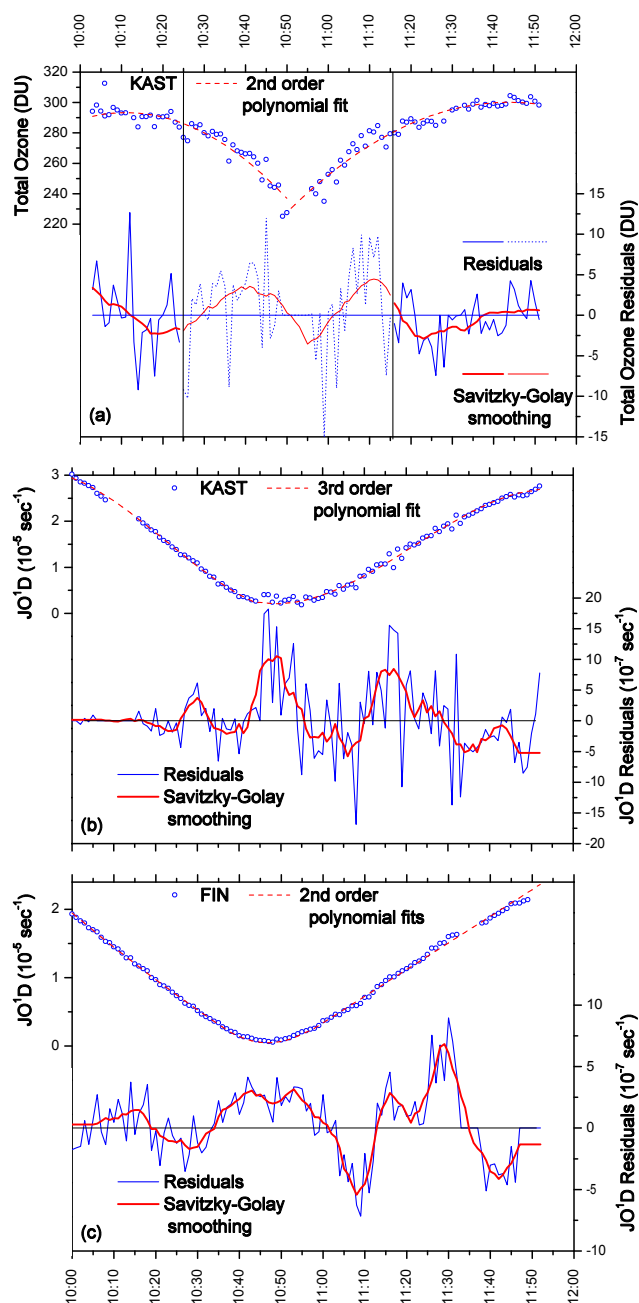 10:00 10:10 10:20 10:30 10:40 10:50 11:00 11:10 11:20 11:30 11:40 11:50 12:00
320
300
280
260
240
220
Total Ozone (DU)
KAST
2nd order
polynomial fit
15
10
5
0
-5
-10
-15
Total Ozone Residuals (DU)
Residuals
Savitzky-Golay
smoothing
(a)
3
2
1
0
JO¹D (10⁻⁵ sec⁻¹)
KAST
3rd order
polynomial fit
20
15
10
5
0
-5
-10
-15
-20
JO¹D Residuals (10⁻⁷ sec⁻¹)
Residuals
Savitzky-Golay
smoothing
(b)
2
1
0
JO¹D (10⁻⁵ sec⁻¹)
FIN
2nd order
polynomial fits
10
5
0
-5
-10
JO¹D Residuals (10⁻⁷ sec⁻¹)
Residuals
Savitzky-Golay
smoothing
(c)
10:00 10:10 10:20 10:30 10:40 10:50 11:00 11:10 11:20 11:30 11:40 11:50 12:00